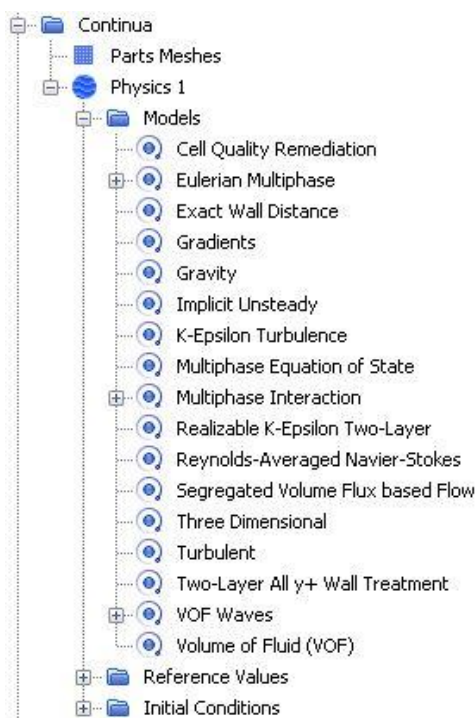 Continua
Parts Meshes
Physics 1
Models
Cell Quality Remediation
Eulerian Multiphase
Exact Wall Distance
Gradients
Gravity
Implicit Unsteady
K-Epsilon Turbulence
Multiphase Equation of State
Multiphase Interaction
Realizable K-Epsilon Two-Layer
Reynolds-Averaged Navier-Stokes
Segregated Volume Flux based Flow
Three Dimensional
Turbulent
Two-Layer All y+ Wall Treatment
VOF Waves
Volume of Fluid (VOF)
Reference Values
Initial Conditions